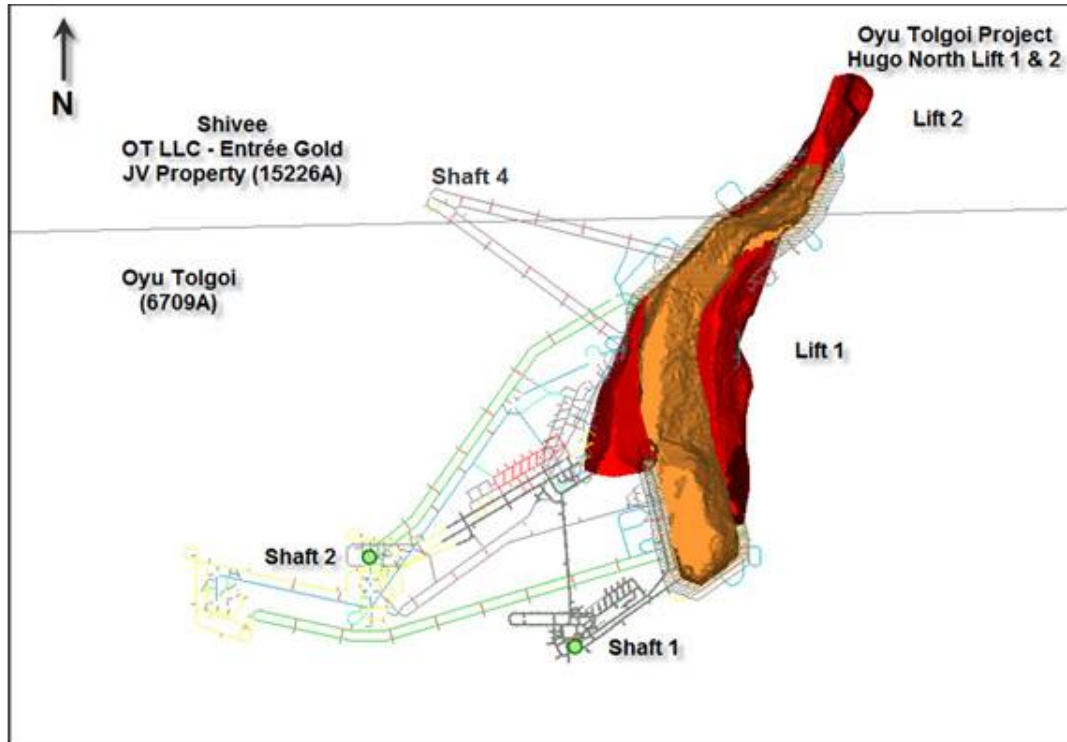 Oyu Tolgoi Project
Hugo North Lift 1 & 2
N
Lift 2
Shivee
OT LLC - Entrée Gold
JV Property (15226A)
Shaft 4
Oyu Tolgoi
(6709A)
Lift 1
Shaft 2
Shaft 1